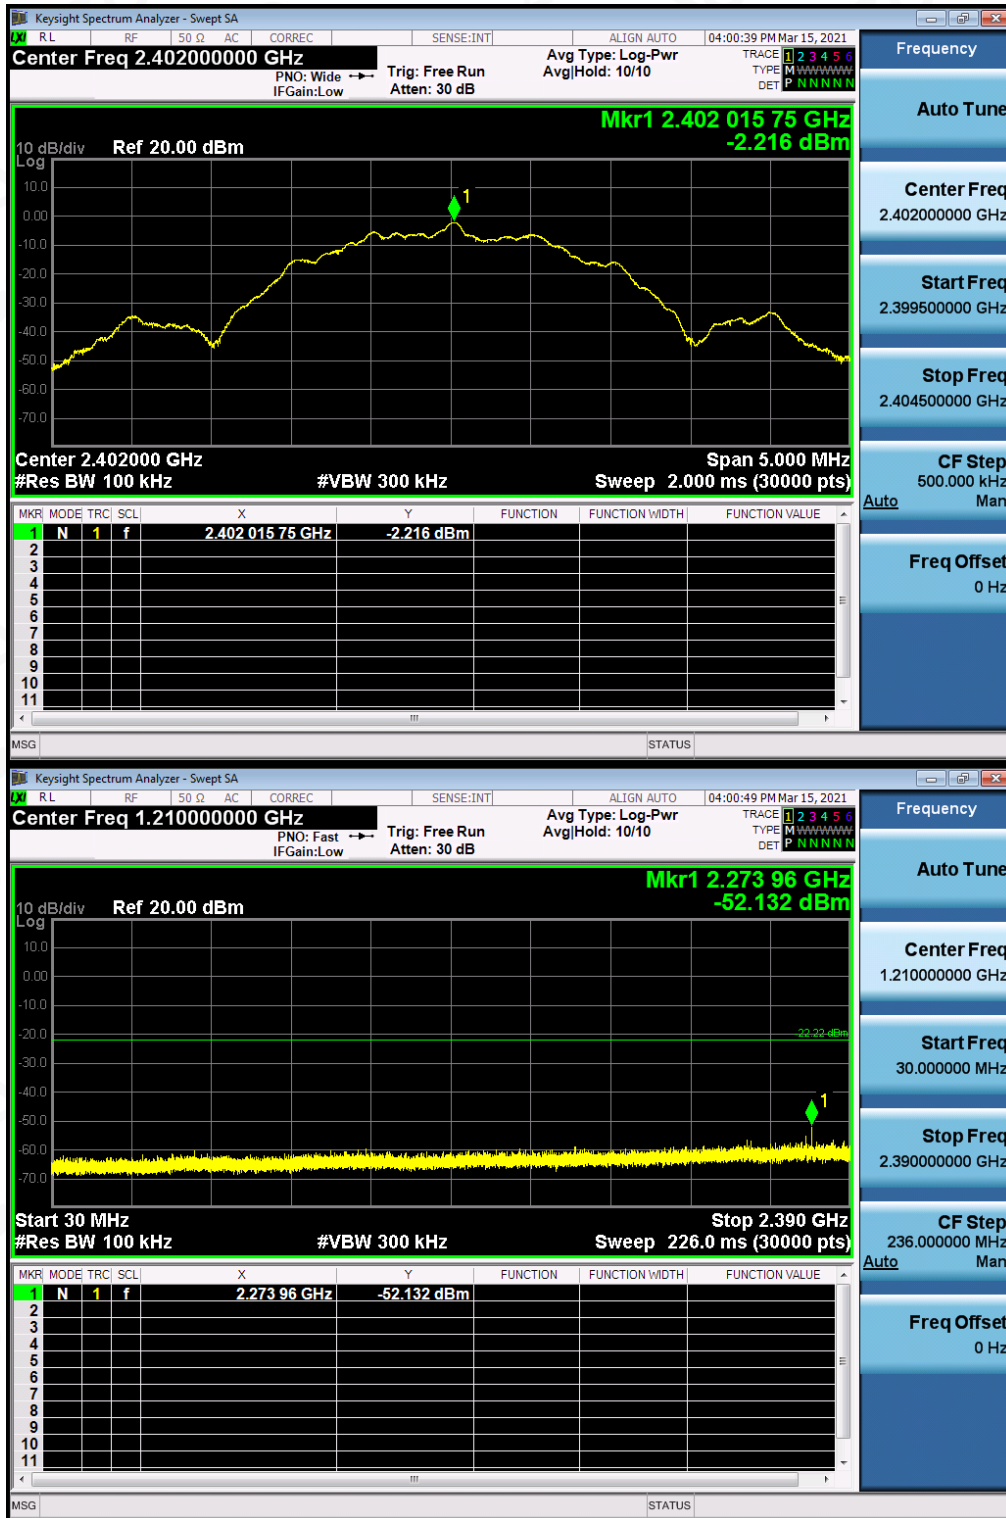 Keysight Spectrum Analyzer - Swept SA
LXI RL RF 50 Ω AC CORREC SENSE:INT ALIGN AUTO 04:00:39 PM Mar 15, 2021
Center Freq 2.402000000 GHz
PNO: Wide
IFGain:Low
Trig: Free Run
Atten: 30 dB
Avg Type: Log-Pwr
Avg|Hold: 10/10
TRACE 1 2 3 4 5 6
TYPE M WWWWW
DET P N N N N N
Mkr1 2.402 015 75 GHz
-2.216 dBm
10 dB/div Ref 20.00 dBm
Log
10.0
0.00
-10.0
-20.0
-30.0
-40.0
-50.0
-60.0
-70.0
1
Center 2.402000 GHz Span 5.000 MHz
#Res BW 100 kHz #VBW 300 kHz Sweep 2.000 ms (30000 pts)
MKR MODE TRC SCL X Y FUNCTION FUNCTION WIDTH FUNCTION VALUE
1 N 1 f 2.402 015 75 GHz -2.216 dBm
2
3
4
5
6
7
8
9
10
11
MSG STATUS
Frequency
Auto Tune
Center Freq
2.402000000 GHz
Start Freq
2.399500000 GHz
Stop Freq
2.404500000 GHz
CF Step
500.000 kHz
Auto Man
Freq Offset
0 Hz
Keysight Spectrum Analyzer - Swept SA
LXI RL RF 50 Ω AC CORREC SENSE:INT ALIGN AUTO 04:00:49 PM Mar 15, 2021
Center Freq 1.210000000 GHz
PNO: Fast
IFGain:Low
Trig: Free Run
Atten: 30 dB
Avg Type: Log-Pwr
Avg|Hold: 10/10
TRACE 1 2 3 4 5 6
TYPE M WWWWW
DET P N N N N N
Mkr1 2.273 96 GHz
-52.132 dBm
10 dB/div Ref 20.00 dBm
Log
10.0
0.00
-10.0
-20.0
-30.0
-40.0
-50.0
-60.0
-70.0
-22.22 dBm
1
Start 30 MHz Stop 2.390 GHz
#Res BW 100 kHz #VBW 300 kHz Sweep 226.0 ms (30000 pts)
MKR MODE TRC SCL X Y FUNCTION FUNCTION WIDTH FUNCTION VALUE
1 N 1 f 2.273 96 GHz -52.132 dBm
2
3
4
5
6
7
8
9
10
11
MSG STATUS
Frequency
Auto Tune
Center Freq
1.210000000 GHz
Start Freq
30.000000 MHz
Stop Freq
2.390000000 GHz
CF Step
236.000000 MHz
Auto Man
Freq Offset
0 Hz